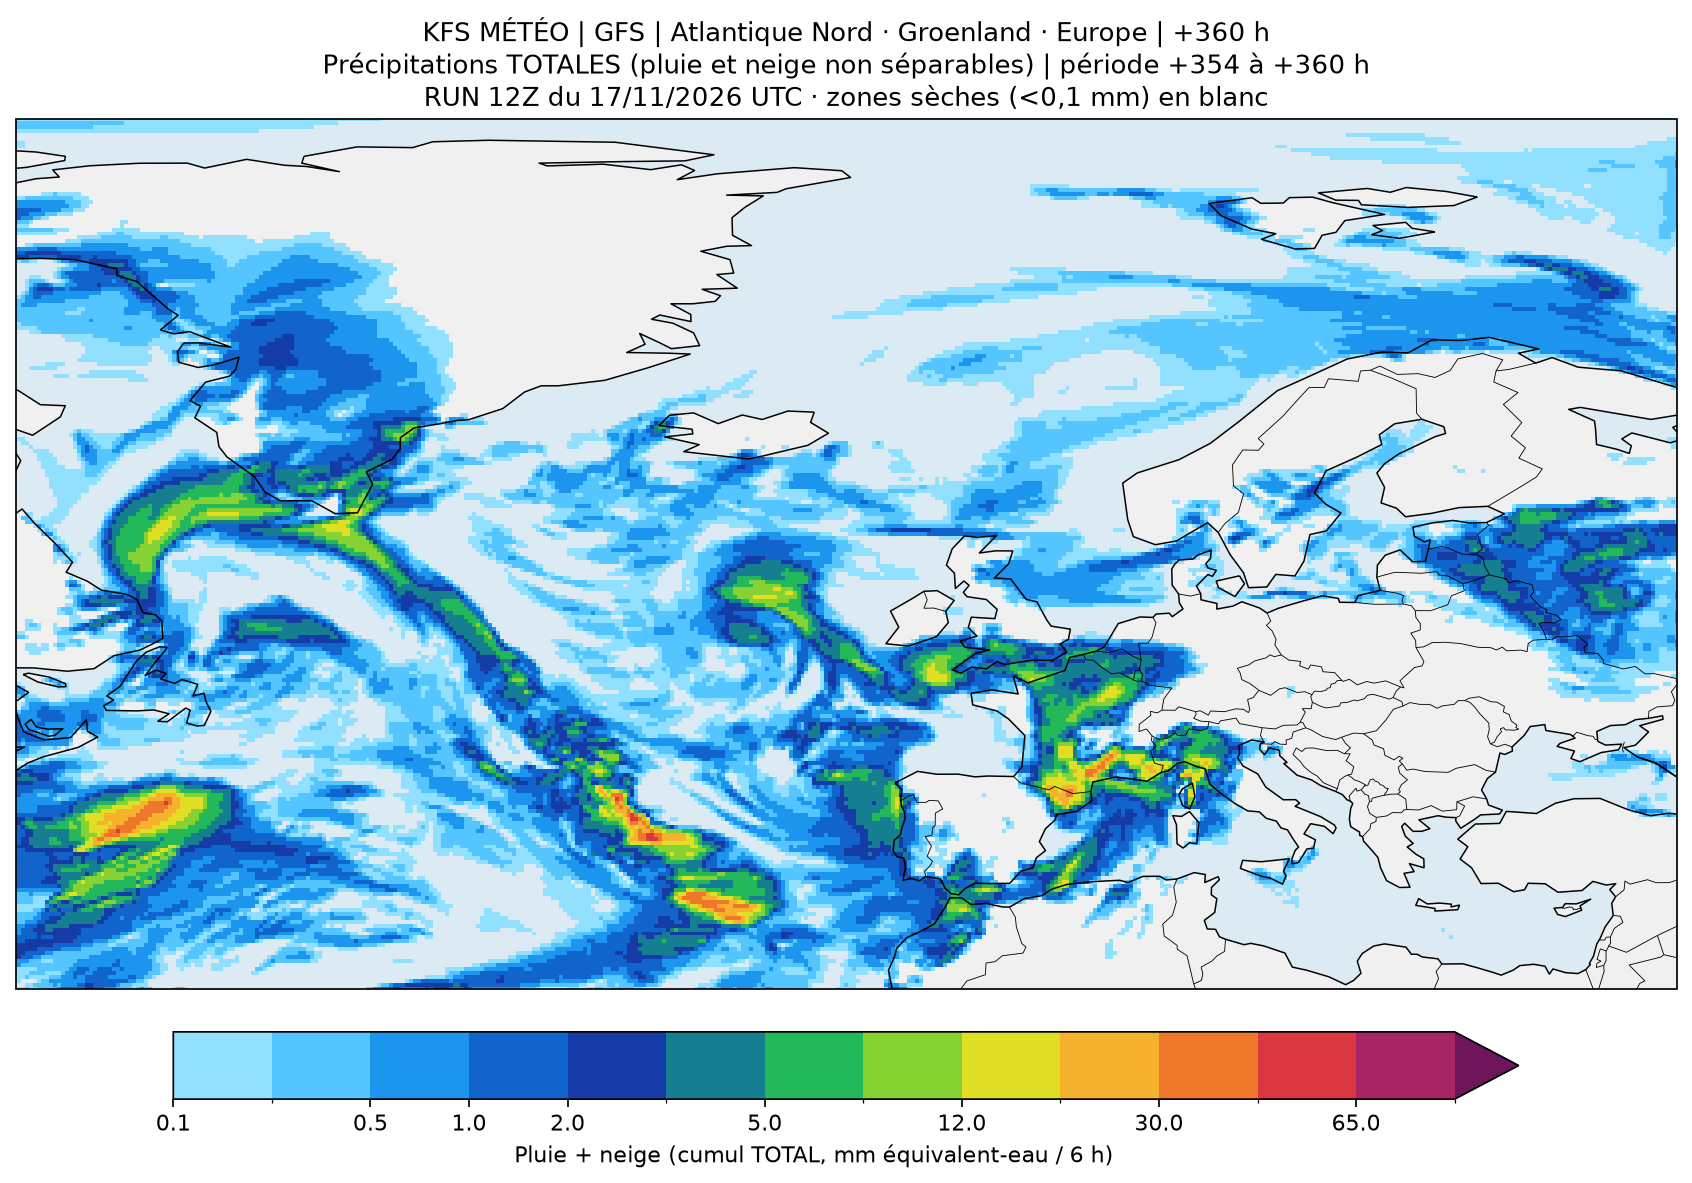 KFS MÉTÉO | GFS | Atlantique Nord · Groenland · Europe | +360 h
Précipitations TOTALES (pluie et neige non séparables) | période +354 à +360 h
RUN 12Z du 17/11/2026 UTC · zones sèches (<0,1 mm) en blanc
0.1 0.5 1.0 2.0 5.0 12.0 30.0 65.0
Pluie + neige (cumul TOTAL, mm équivalent-eau / 6 h)